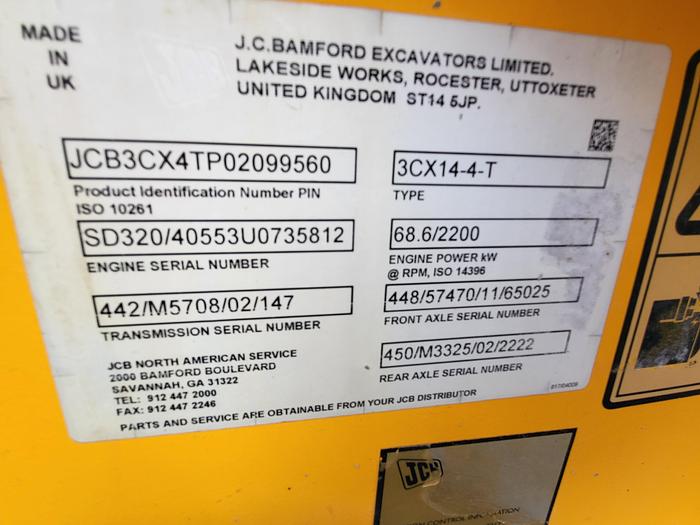 MADE
IN
UK
J.C.BAMFORD EXCAVATORS LIMITED.
LAKESIDE WORKS, ROCESTER, UTTOXETER
UNITED KINGDOM ST14 5JP.
JCB3CX4TP02099560
Product Identification Number PIN
ISO 10261
3CX14-4-T
TYPE
SD320/40553U0735812
ENGINE SERIAL NUMBER
68.6/2200
ENGINE POWER kW
@ RPM, ISO 14396
442/M5708/02/147
TRANSMISSION SERIAL NUMBER
448/57470/11/65025
FRONT AXLE SERIAL NUMBER
450/M3325/02/2222
REAR AXLE SERIAL NUMBER
JCB NORTH AMERICAN SERVICE
2000 BAMFORD BOULEVARD
SAVANNAH, GA 31322
TEL: 912 447 2000
FAX: 912 447 2246
817/04009
PARTS AND SERVICE ARE OBTAINABLE FROM YOUR JCB DISTRIBUTOR
JCB
CONTROL INFORMATION